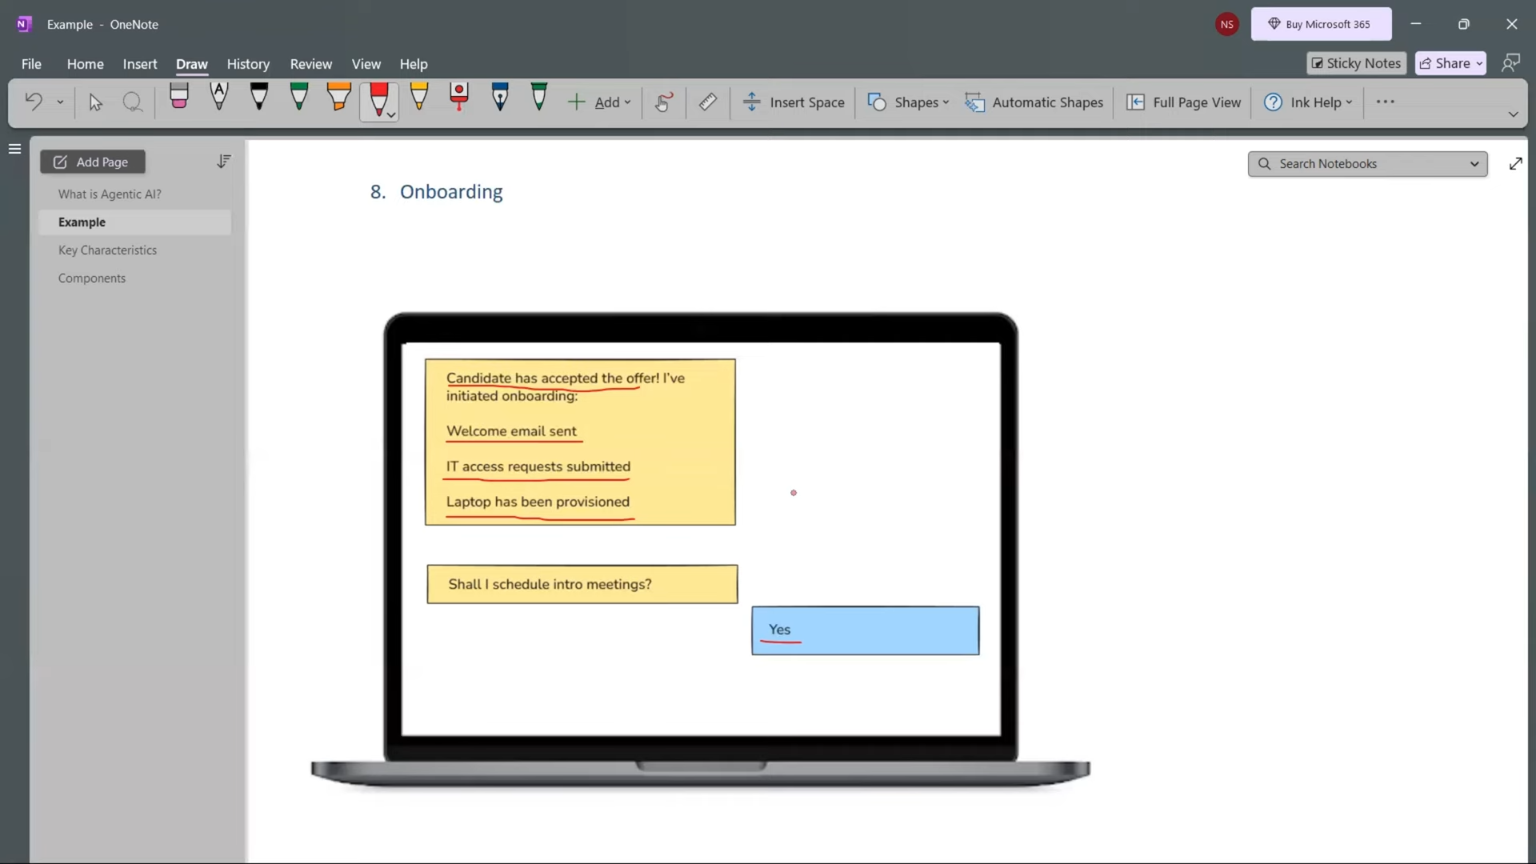 Example - OneNote
NS
Buy Microsoft 365
File Home Insert Draw History Review View Help
Sticky Notes
Share
Add
Insert Space
Shapes
Automatic Shapes
Full Page View
Ink Help
Add Page
Search Notebooks
What is Agentic AI?
Example
Key Characteristics
Components
8. Onboarding
Candidate has accepted the offer! I've
initiated onboarding:
Welcome email sent
IT access requests submitted
Laptop has been provisioned
Shall I schedule intro meetings?
Yes